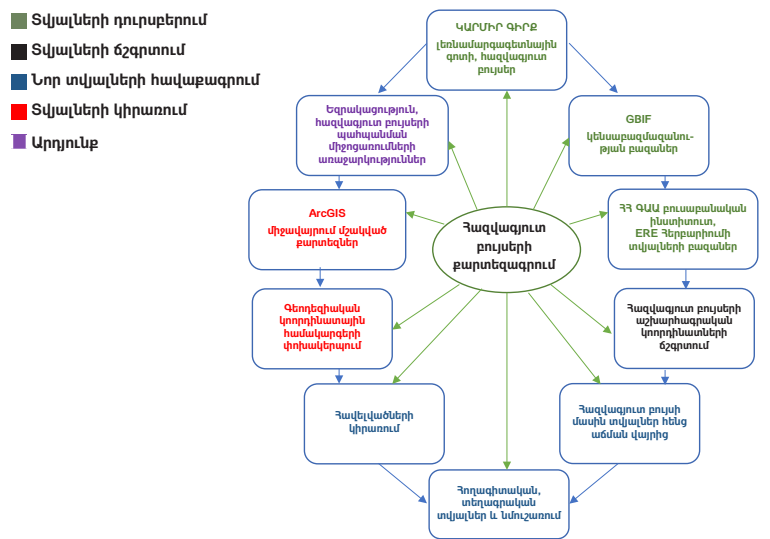 Տվյալների դուրսբերում
Տվյալների ճշգրտում
Նոր տվյալների հավաքագրում
Տվյալների կիրառում
Արդյունք
ԿԱՐՄԻՐ ԳԻՐՔ
լեռնամարգագետնային
գոտի, հազվագյուտ
բույսեր
Եզրակացություն,
հազվագյուտ բույսերի
պահպանման
միջոցառումների
առաջարկություններ
GBIF
կենսաբազմազանու-
թյան բազաներ
ArcGIS
միջավայրում մշակված
քարտեզներ
Հազվագյուտ
բույսերի
քարտեզագրում
ՀՀ ԳԱԱ բուսաբանական
ինստիտուտ,
ERE Հերբարիումի
տվյալների բազաներ
Գեոդեզիական
կոորդինատային
համակարգերի
փոխակերպում
Հազվագյուտ բույսերի
աշխարհագրական
կոորդինատների
ճշգրտում
Հավելվածների
կիրառում
Հազվագյուտ բույսի
մասին տվյալներ հենց
աճման վայրից
Հողագիտական,
տեղագրական
տվյալներ և նմուշառում